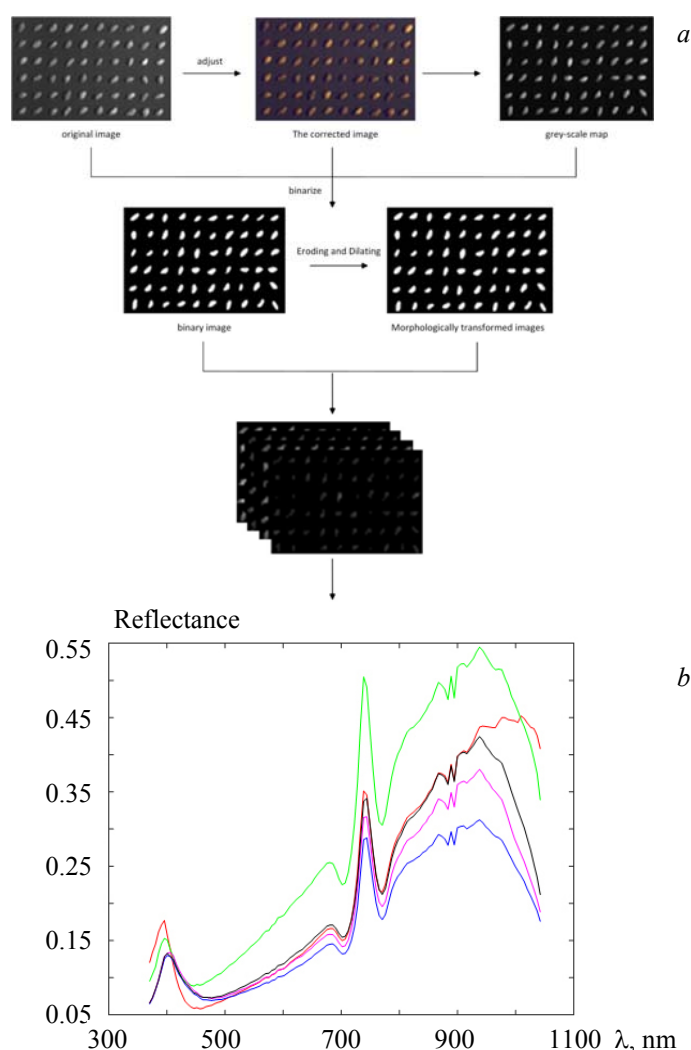 a
adjust
original image
The corrected image
grey-scale map
binarize
Eroding and Dilating
binary image
Morphologically transformed images
Reflectance
b
0.55
0.45
0.35
0.25
0.15
0.05
300 500 700 900 1100 λ, nm